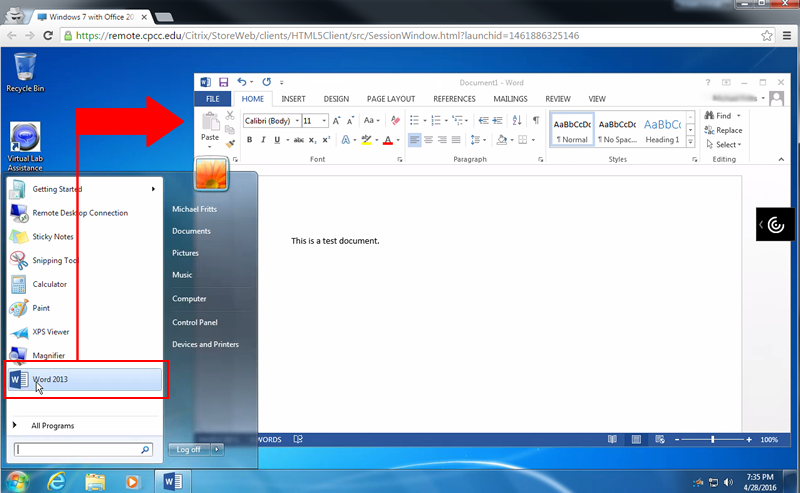 Windows 7 with Office 20
https://remote.cpcc.edu/Citrix/StoreWeb/clients/HTML5Client/src/SessionWindow.html?launchid=1461886325146
Recycle Bin
Virtual Lab
Assistance
Document1 - Word
FILE HOME INSERT DESIGN PAGE LAYOUT REFERENCES MAILINGS REVIEW VIEW
Paste
Calibri (Body) 11
Aa
B I U abc x₂ x²
Font
Paragraph
AaBbCcDc AaBbCcDc AaBbCc
¶ Normal ¶ No Spac... Heading 1
Styles
Find
Replace
Select
Editing
This is a test document.
Getting Started
Remote Desktop Connection
Sticky Notes
Snipping Tool
Calculator
Paint
XPS Viewer
Magnifier
Word 2013
All Programs
Michael Fritts
Documents
Pictures
Music
Computer
Control Panel
Devices and Printers
Log off
WORDS
100%
7:35 PM
4/28/2016